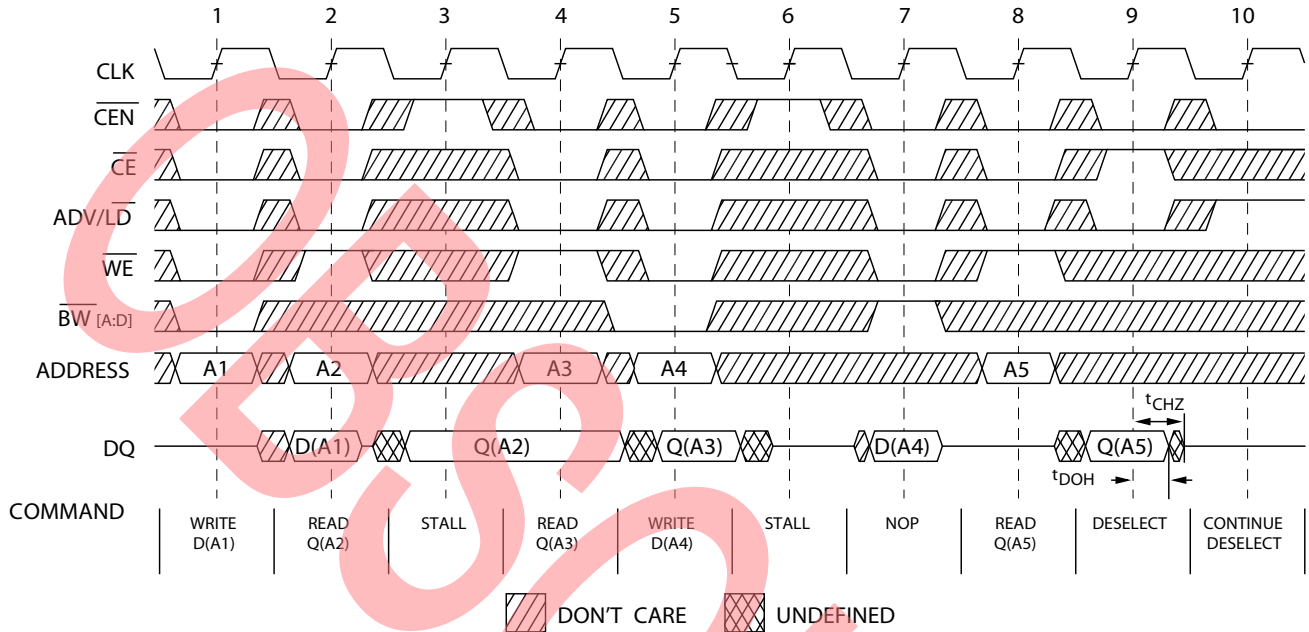 1 2 3 4 5 6 7 8 9 10
CLK
CEN
CE
ADV/LD
WE
BW [A:D]
ADDRESS A1 A2 A3 A4 A5
tCHZ
DQ D(A1) Q(A2) Q(A3) D(A4) Q(A5)
tDOH
COMMAND
WRITE READ STALL READ WRITE STALL NOP READ DESELECT CONTINUE
D(A1) Q(A2) Q(A3) D(A4) Q(A5) DESELECT
DON'T CARE UNDEFINED
OBSO